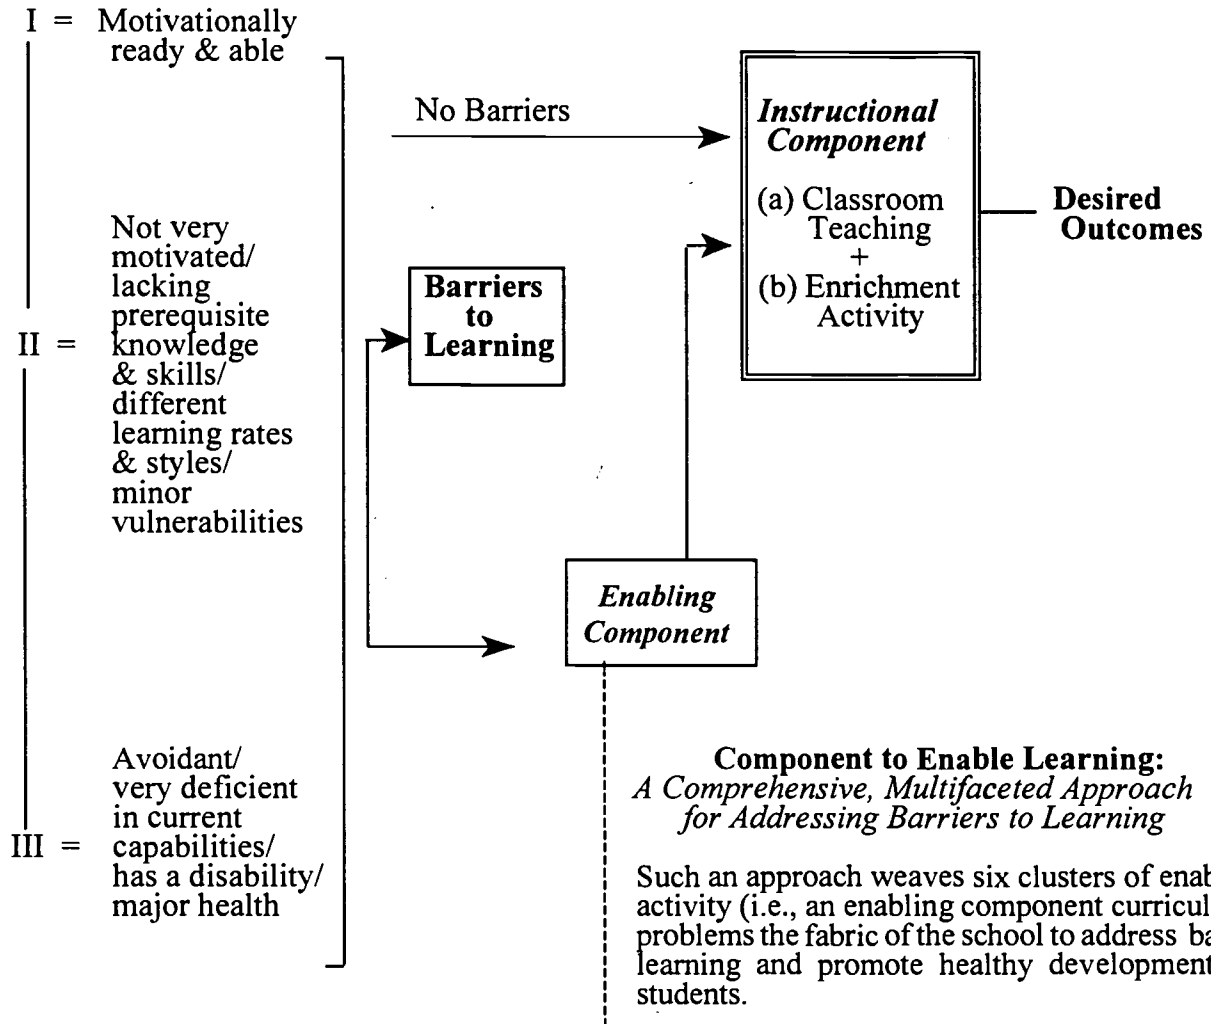 I = Motivationally
ready & able
Not very
motivated/
lacking
prerequisite
II = knowledge
& skills/
different
learning rates
& styles/
minor
vulnerabilities
Avoidant/
very deficient
in current
III = capabilities/
has a disability/
major health
No Barriers
Barriers
to
Learning
Instructional
Component
(a) Classroom
Teaching
+
(b) Enrichment
Activity
Desired
Outcomes
Enabling
Component
Component to Enable Learning:
A Comprehensive, Multifaceted Approach
for Addressing Barriers to Learning
Such an approach weaves six clusters of enab
activity (i.e., an enabling component curricul
problems the fabric of the school to address ba
learning and promote healthy development
students.